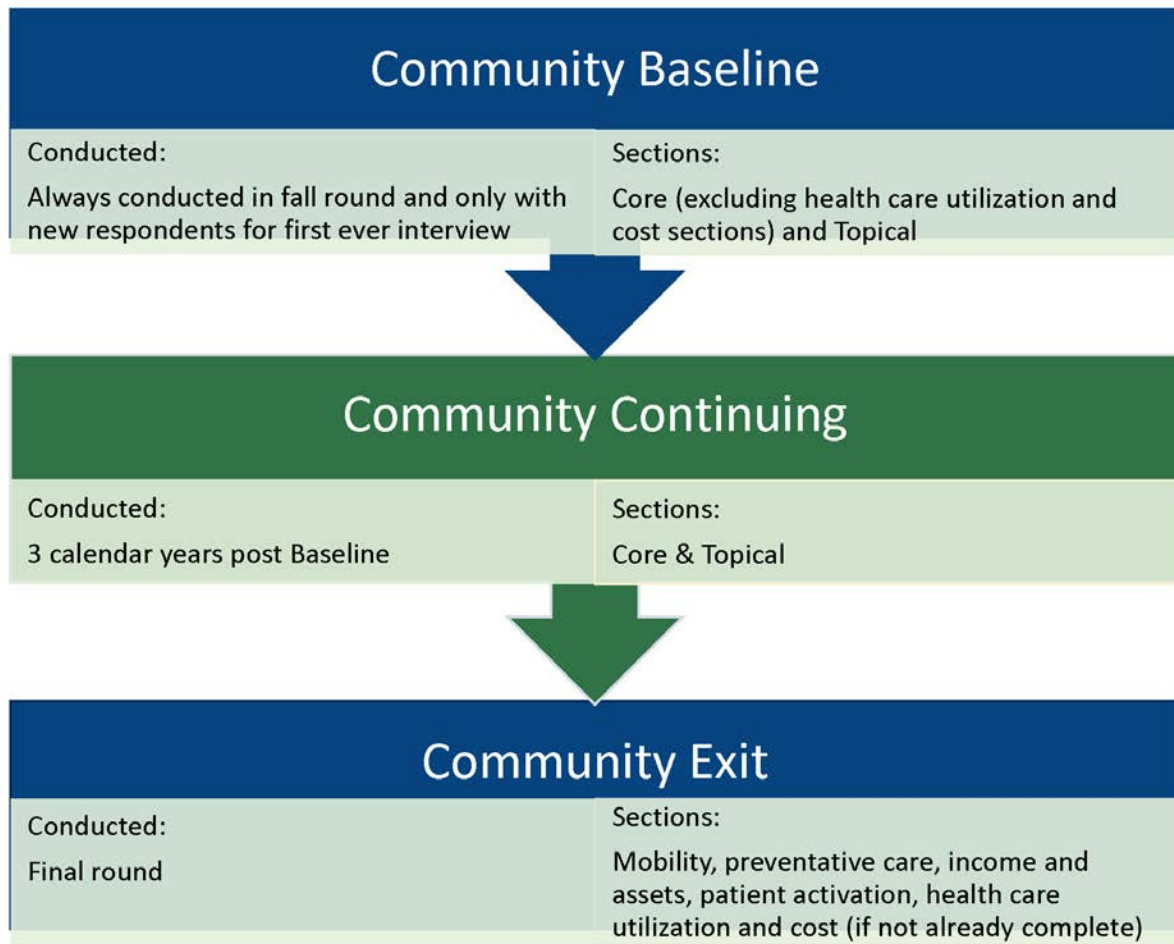 Community Baseline
Conducted:
Always conducted in fall round and only with
new respondents for first ever interview
Sections:
Core (excluding health care utilization and
cost sections) and Topical
Community Continuing
Conducted:
3 calendar years post Baseline
Sections:
Core & Topical
Community Exit
Conducted:
Final round
Sections:
Mobility, preventative care, income and
assets, patient activation, health care
utilization and cost (if not already complete)